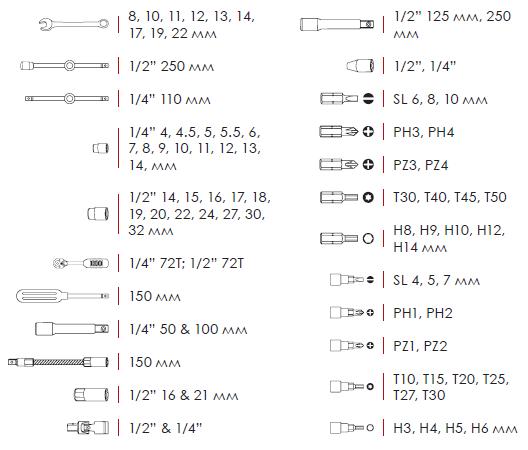 8, 10, 11, 12, 13, 14,
17, 19, 22 мм
1/2” 250 мм
1/4” 110 мм
1/4” 4, 4.5, 5, 5.5, 6,
7, 8, 9, 10, 11, 12, 13,
14, мм
1/2” 14, 15, 16, 17, 18,
19, 20, 22, 24, 27, 30,
32 мм
1/4” 72T; 1/2” 72T
150 мм
1/4” 50 & 100 мм
150 мм
1/2” 16 & 21 мм
1/2” & 1/4”
1/2” 125 мм, 250
мм
1/2”, 1/4”
SL 6, 8, 10 мм
PH3, PH4
PZ3, PZ4
T30, T40, T45, T50
H8, H9, H10, H12,
H14 мм
SL 4, 5, 7 мм
PH1, PH2
PZ1, PZ2
T10, T15, T20, T25,
T27, T30
H3, H4, H5, H6 мм